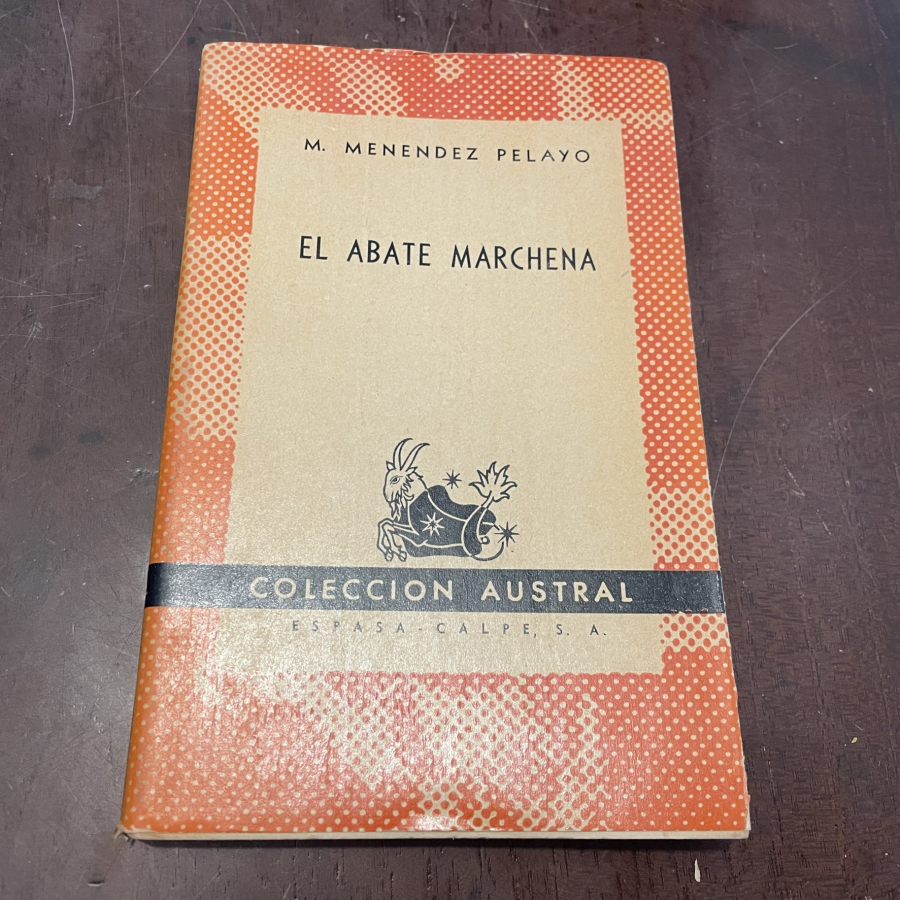 M. MENENDEZ PELAYO
EL ABATE MARCHENA
COLECCION AUSTRAL
ESPASA - CALPE, S. A.